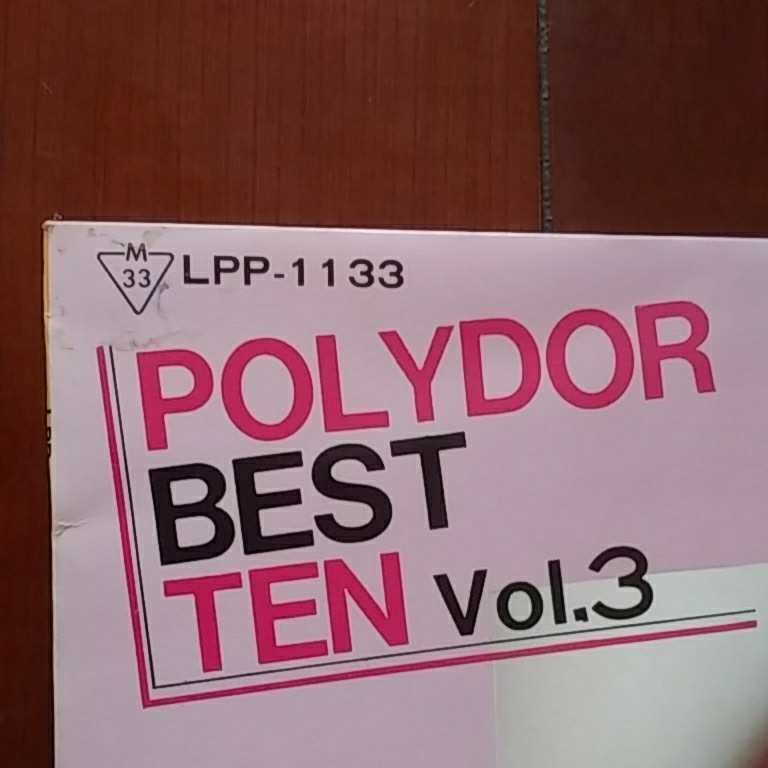 M
33
LPP-1133
POLYDOR
BEST
TEN Vol.3